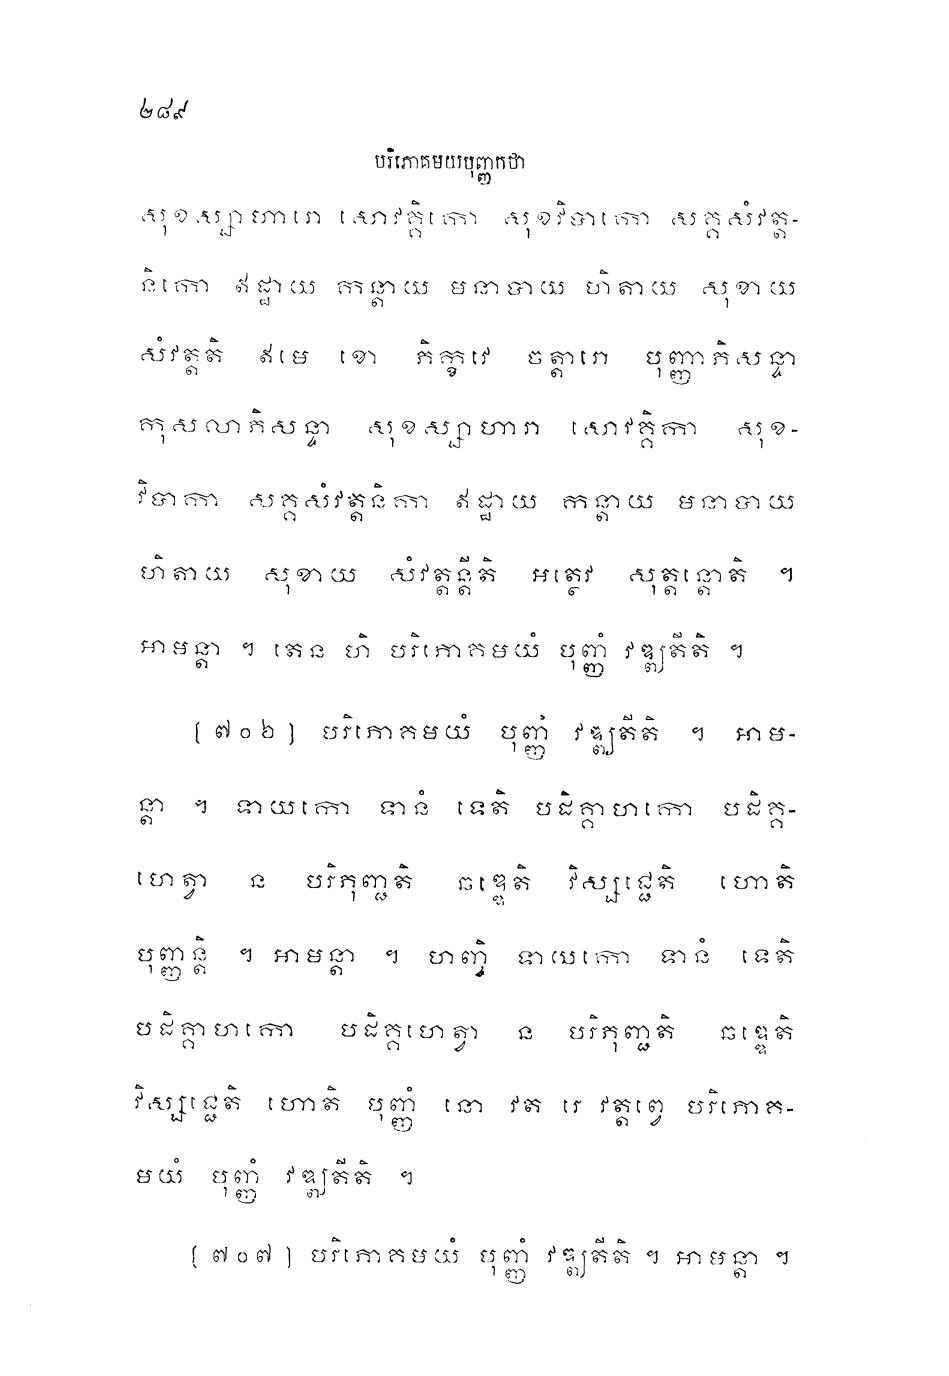 ២៨៩
បរិភោគមយបុញ្ញកថា
សុខស្សាហារោ សោវគ្គិកោ សុខវិបាកោ សគ្គសំវត្ត-
និកោ ឥដ្ឋាយ កន្តាយ មនាបាយ ហិតាយ សុខាយ
សំវត្តតិ ឥមេ ខោ ភិក្ខវេ ចត្តារោ បុញ្ញាភិសន្ទា
កុសលាភិសន្ទា សុខស្សាហារា សោវគ្គិកា សុខ-
វិបាកា សគ្គសំវត្តនិកា ឥដ្ឋាយ កន្តាយ មនាបាយ
ហិតាយ សុខាយ សំវត្តន្តីតិ អត្ថេវ សុត្តន្តោតិ ។
អាមន្តា ។ តេន ហិ បរិភោគមយំ បុញ្ញំ វឌ្ឍតីតិ ។
[៧០៦] បរិភោគមយំ បុញ្ញំ វឌ្ឍតីតិ ។ អាម-
ន្តា ។ ទាយកោ ទានំ ទេតិ បដិគ្គាហកោ បដិគ្គ-
ហេត្វា ន បរិភុញ្ជតិ ឆឌ្ឌេតិ វិស្សជ្ជេតិ ហោតិ
បុញ្ញន្តិ ។ អាមន្តា ។ ហញ្ចិ ទាយកោ ទានំ ទេតិ
បដិគ្គាហកោ បដិគ្គហេត្វា ន បរិភុញ្ជតិ ឆឌ្ឌេតិ
វិស្សជ្ជេតិ ហោតិ បុញ្ញំ នោ វត រេ វត្តព្វេ បរិភោគ-
មយំ បុញ្ញំ វឌ្ឍតីតិ ។
[៧០៧] បរិភោគមយំ បុញ្ញំ វឌ្ឍតីតិ ។ អាមន្តា ។